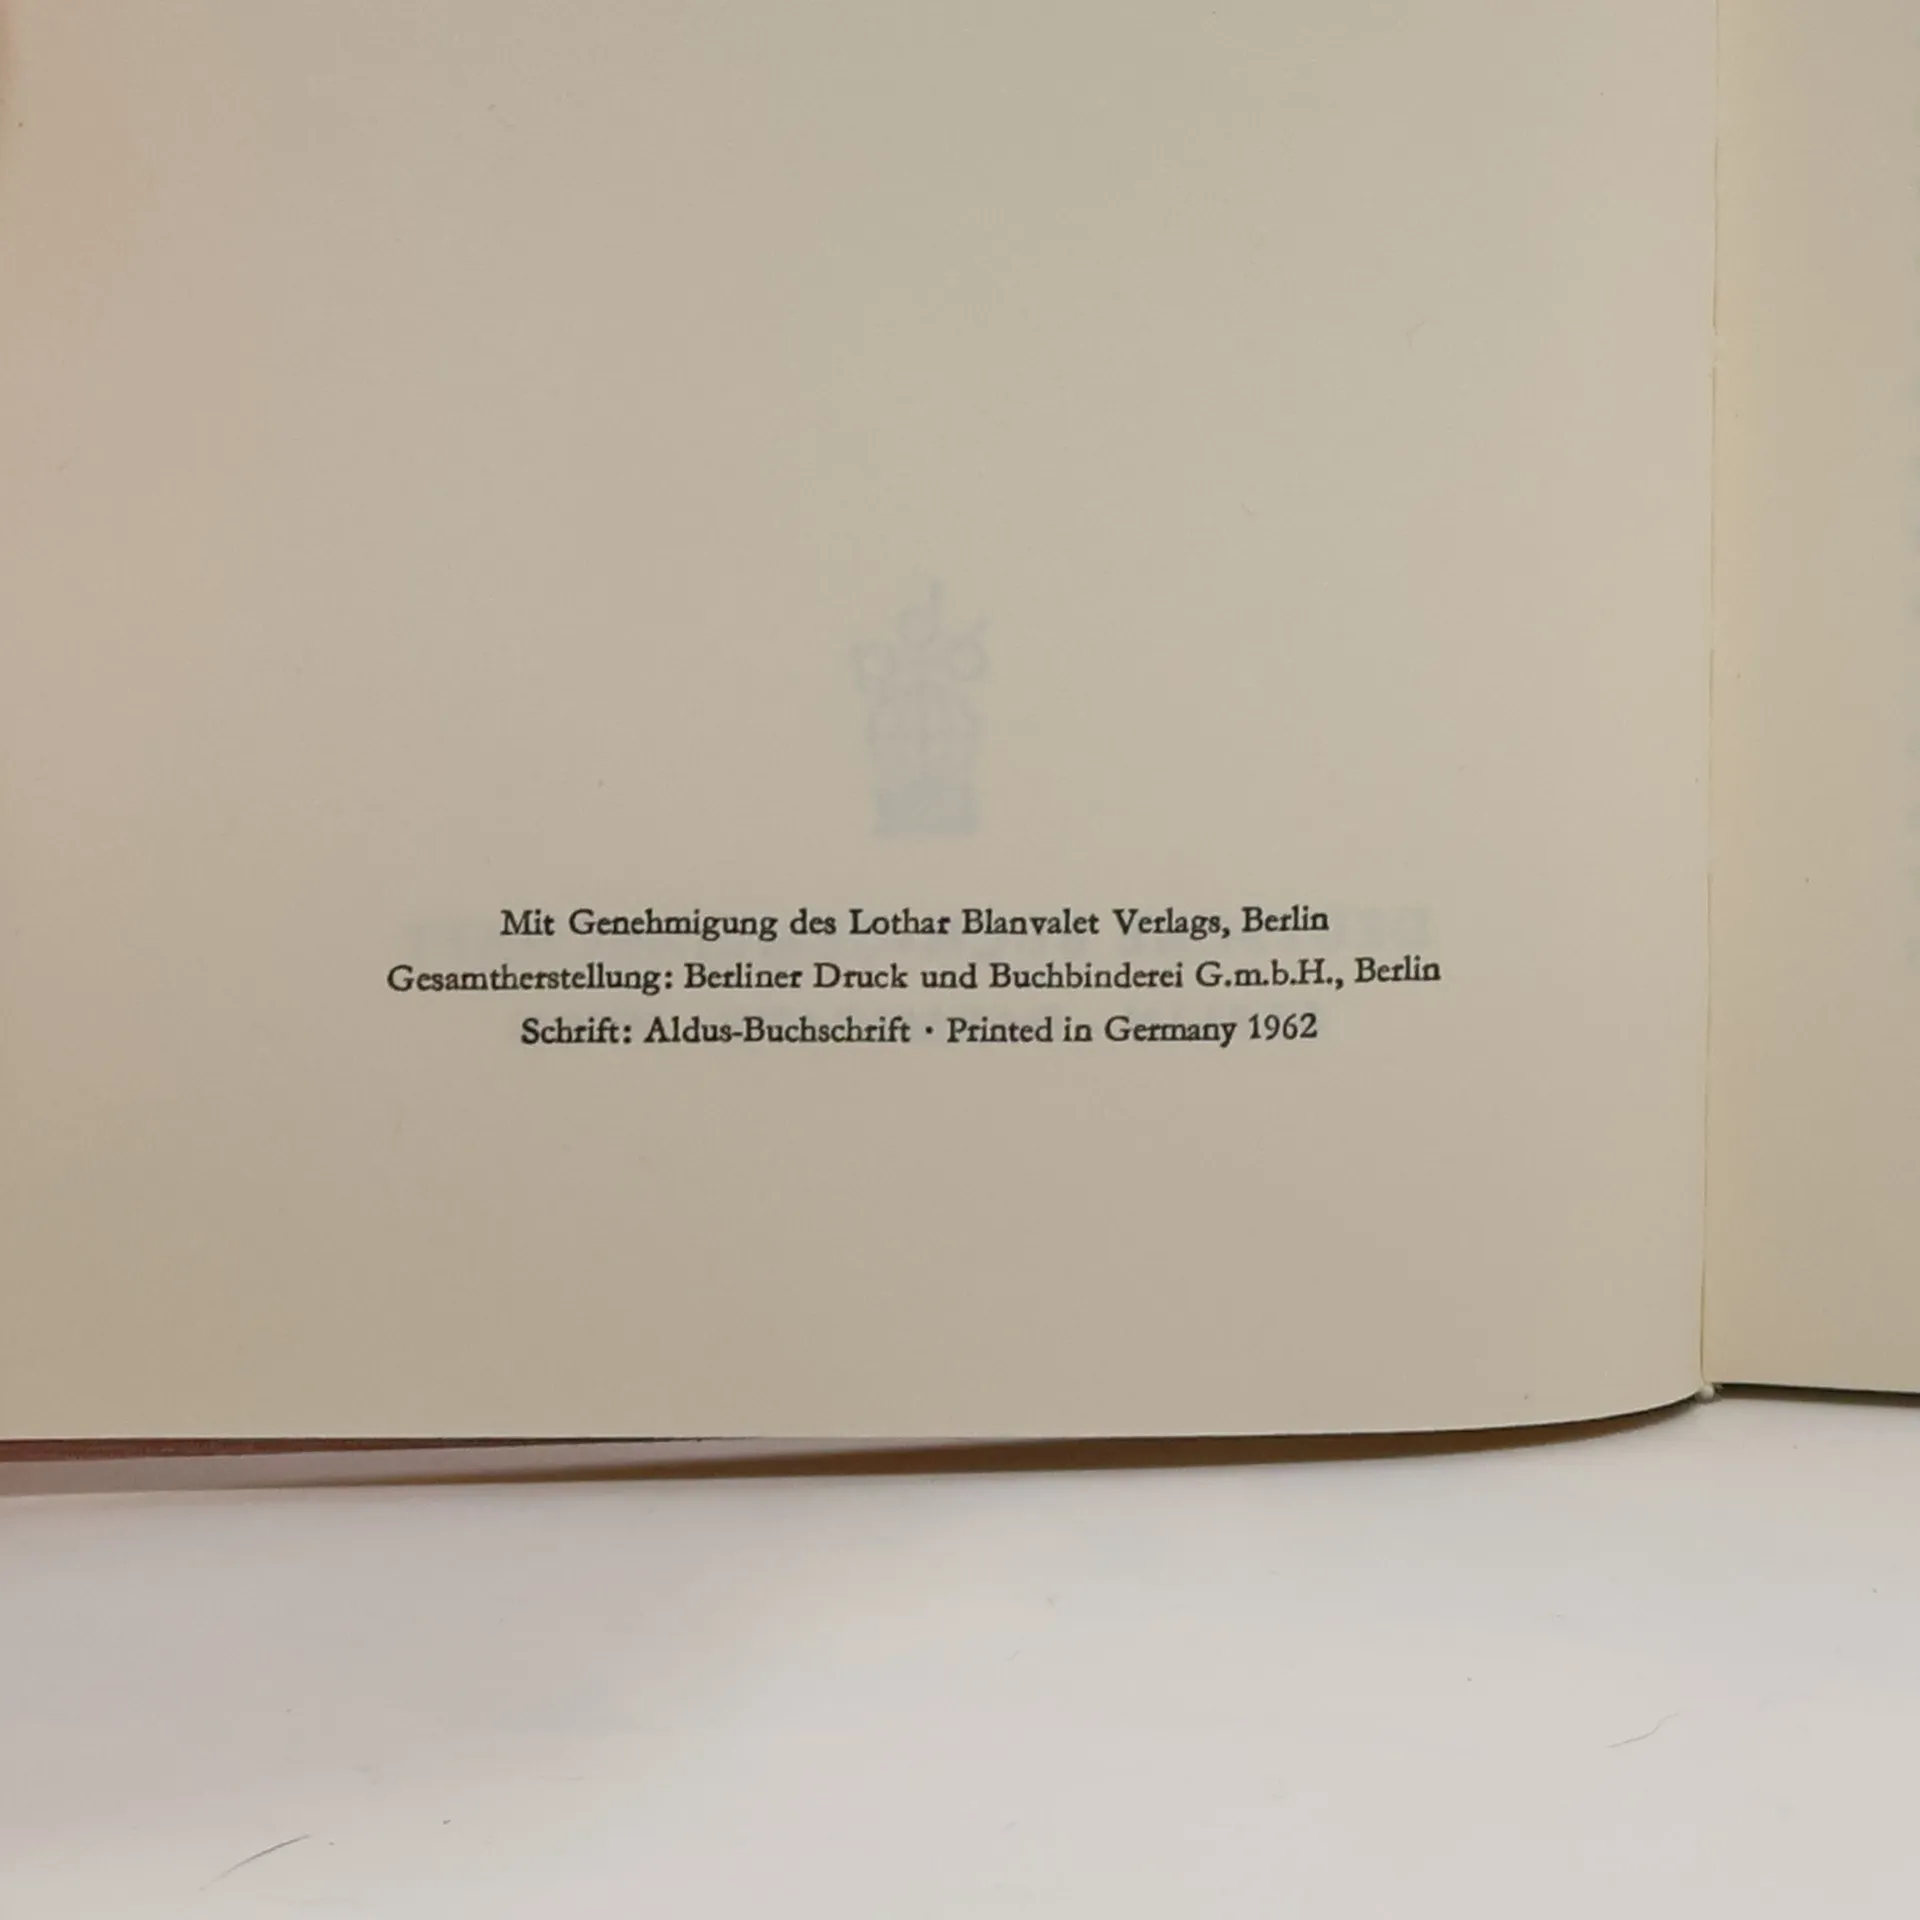 Mit Genehmigung des Lothar Blanvalet Verlags, Berlin
Gesamtherstellung: Berliner Druck und Buchbinderei G.m.b.H., Berlin
Schrift: Aldus-Buchschrift · Printed in Germany 1962